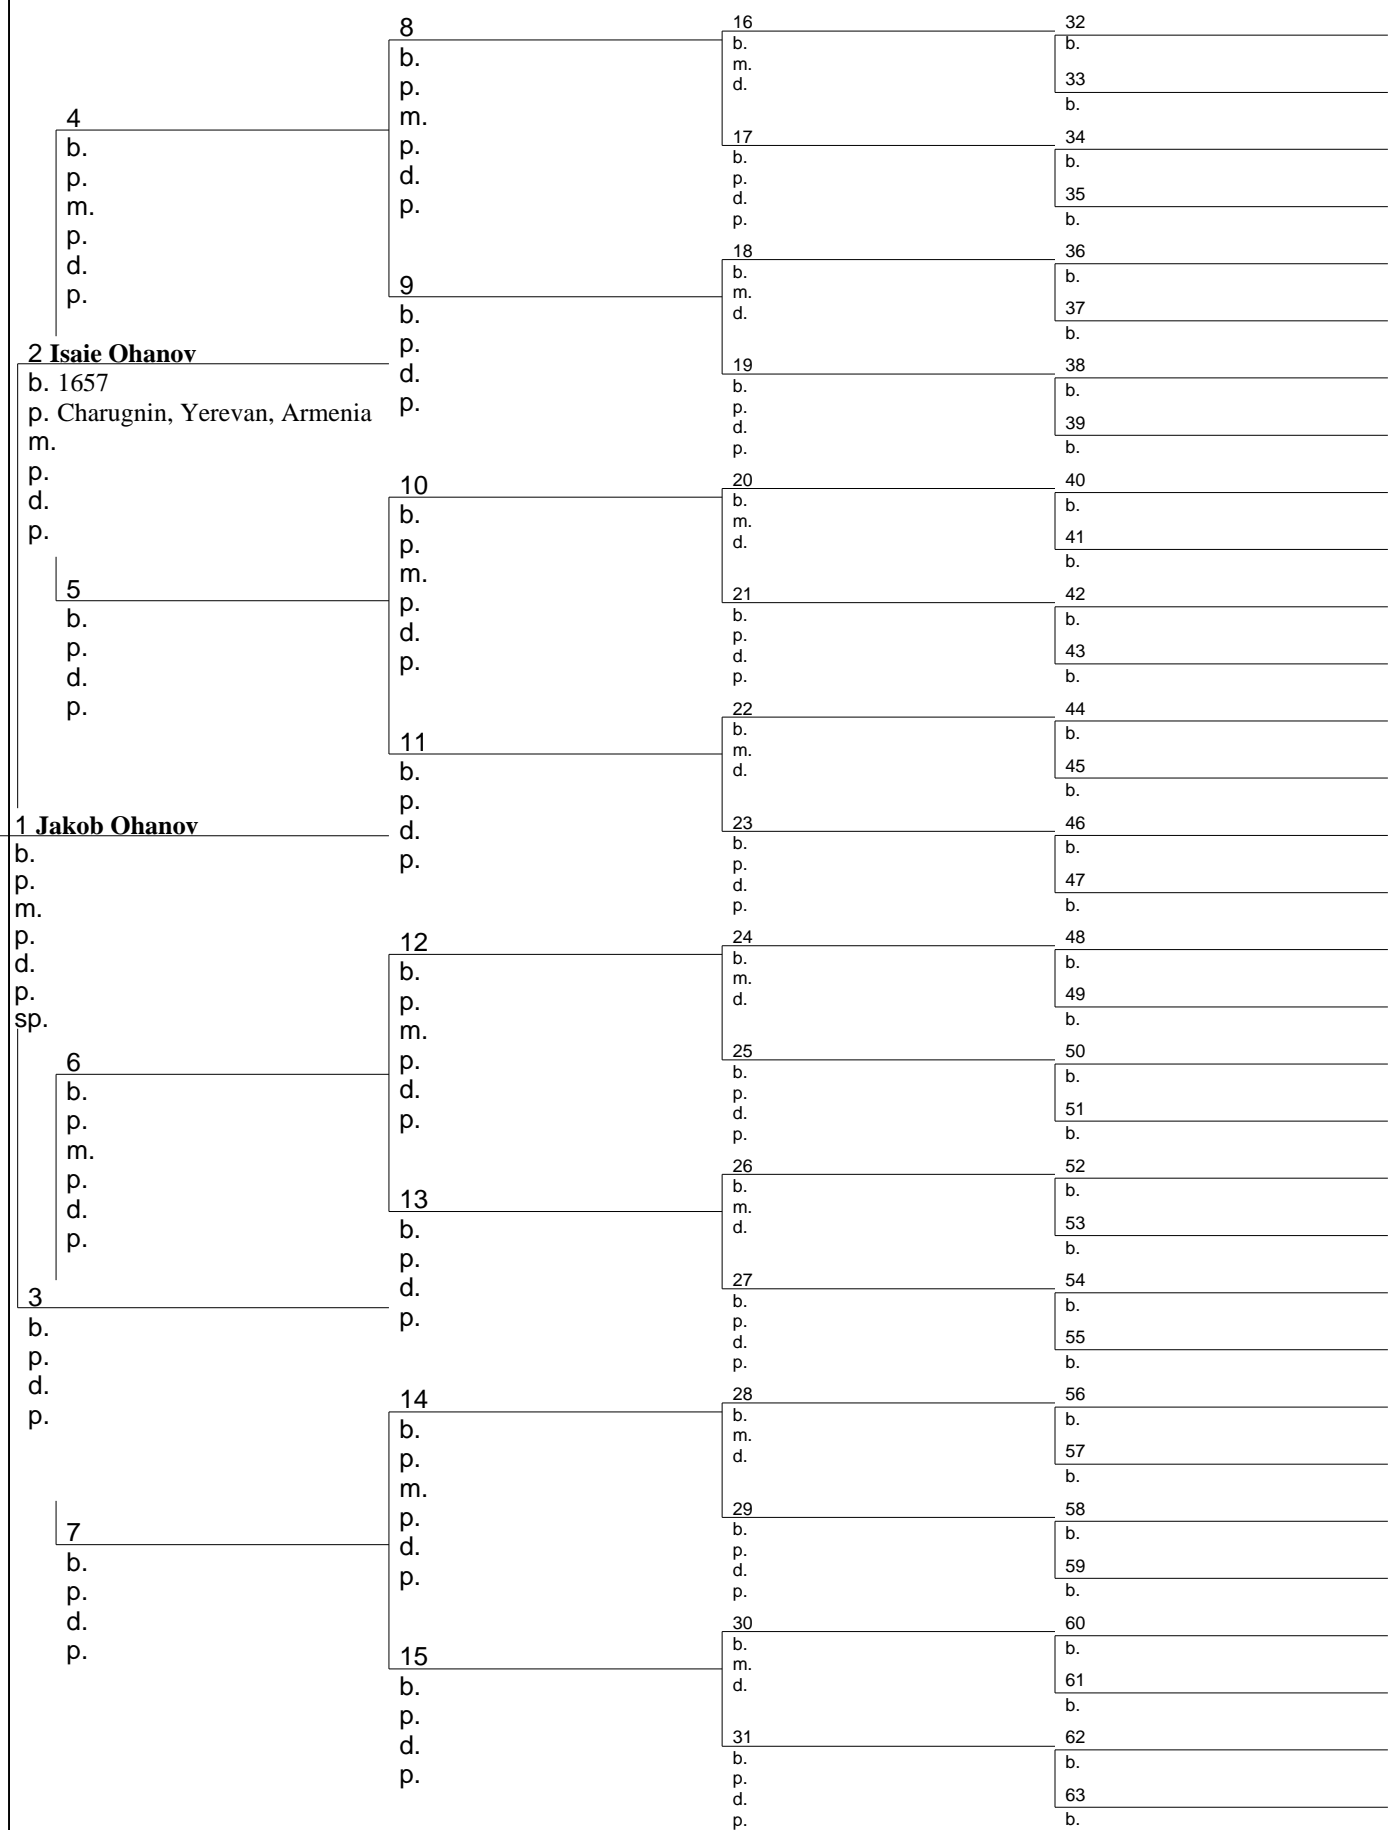 8
b.
p.
m.
p.
d.
p.
16
b.
m.
d.
32
b.
33
b.
4
b.
p.
m.
p.
d.
p.
17
b.
p.
d.
p.
34
b.
35
b.
9
b.
p.
d.
p.
18
b.
m.
d.
36
b.
37
b.
2 Isaie Ohanov
b. 1657
p. Charugnin, Yerevan, Armenia
m.
p.
d.
p.
19
b.
p.
d.
p.
38
b.
39
b.
10
b.
p.
m.
p.
d.
p.
20
b.
m.
d.
40
b.
41
b.
5
b.
p.
d.
p.
21
b.
p.
d.
p.
42
b.
43
b.
11
b.
p.
d.
p.
22
b.
m.
d.
44
b.
45
b.
1 Jakob Ohanov
b.
p.
m.
p.
d.
p.
sp.
23
b.
p.
d.
p.
46
b.
47
b.
12
b.
p.
m.
p.
d.
p.
24
b.
m.
d.
48
b.
49
b.
6
b.
p.
m.
p.
d.
p.
25
b.
p.
d.
p.
50
b.
51
b.
13
b.
p.
d.
p.
26
b.
m.
d.
52
b.
53
b.
3
b.
p.
d.
p.
27
b.
p.
d.
p.
54
b.
55
b.
14
b.
p.
m.
p.
d.
p.
28
b.
m.
d.
56
b.
57
b.
7
b.
p.
d.
p.
29
b.
p.
d.
p.
58
b.
59
b.
15
b.
p.
d.
p.
30
b.
m.
d.
60
b.
61
b.
31
b.
p.
d.
p.
62
b.
63
b.